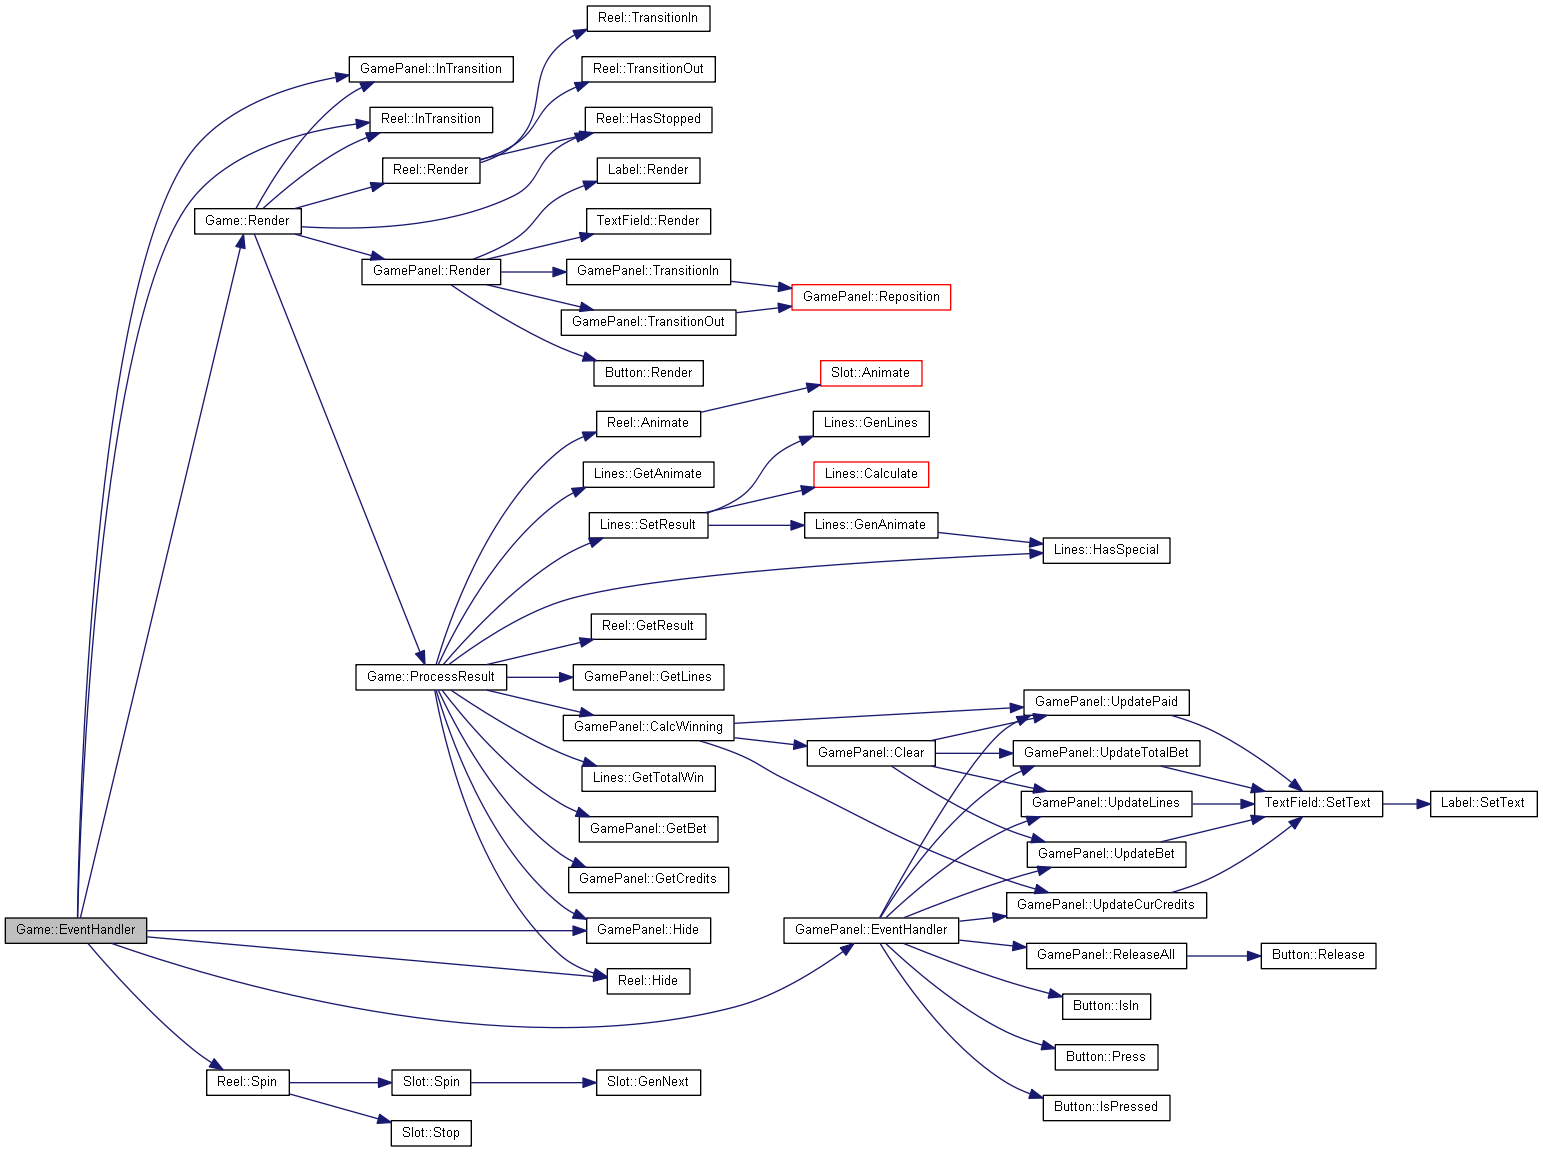 Reel::TransitionIn
GamePanel::InTransition
Reel::TransitionOut
Reel::InTransition
Reel::HasStopped
Reel::Render
Label::Render
Game::Render
TextField::Render
GamePanel::Render
GamePanel::TransitionIn
GamePanel::Reposition
GamePanel::TransitionOut
Button::Render
Slot::Animate
Reel::Animate
Lines::GenLines
Lines::GetAnimate
Lines::Calculate
Lines::SetResult
Lines::GenAnimate
Lines::HasSpecial
Reel::GetResult
Game::ProcessResult
GamePanel::GetLines
GamePanel::UpdatePaid
GamePanel::CalcWinning
GamePanel::Clear
GamePanel::UpdateTotalBet
Lines::GetTotalWin
GamePanel::UpdateLines
TextField::SetText
Label::SetText
GamePanel::GetBet
GamePanel::UpdateBet
GamePanel::GetCredits
GamePanel::UpdateCurCredits
Game::EventHandler
GamePanel::Hide
GamePanel::EventHandler
GamePanel::ReleaseAll
Button::Release
Reel::Hide
Button::IsIn
Button::Press
Reel::Spin
Slot::Spin
Slot::GenNext
Button::IsPressed
Slot::Stop